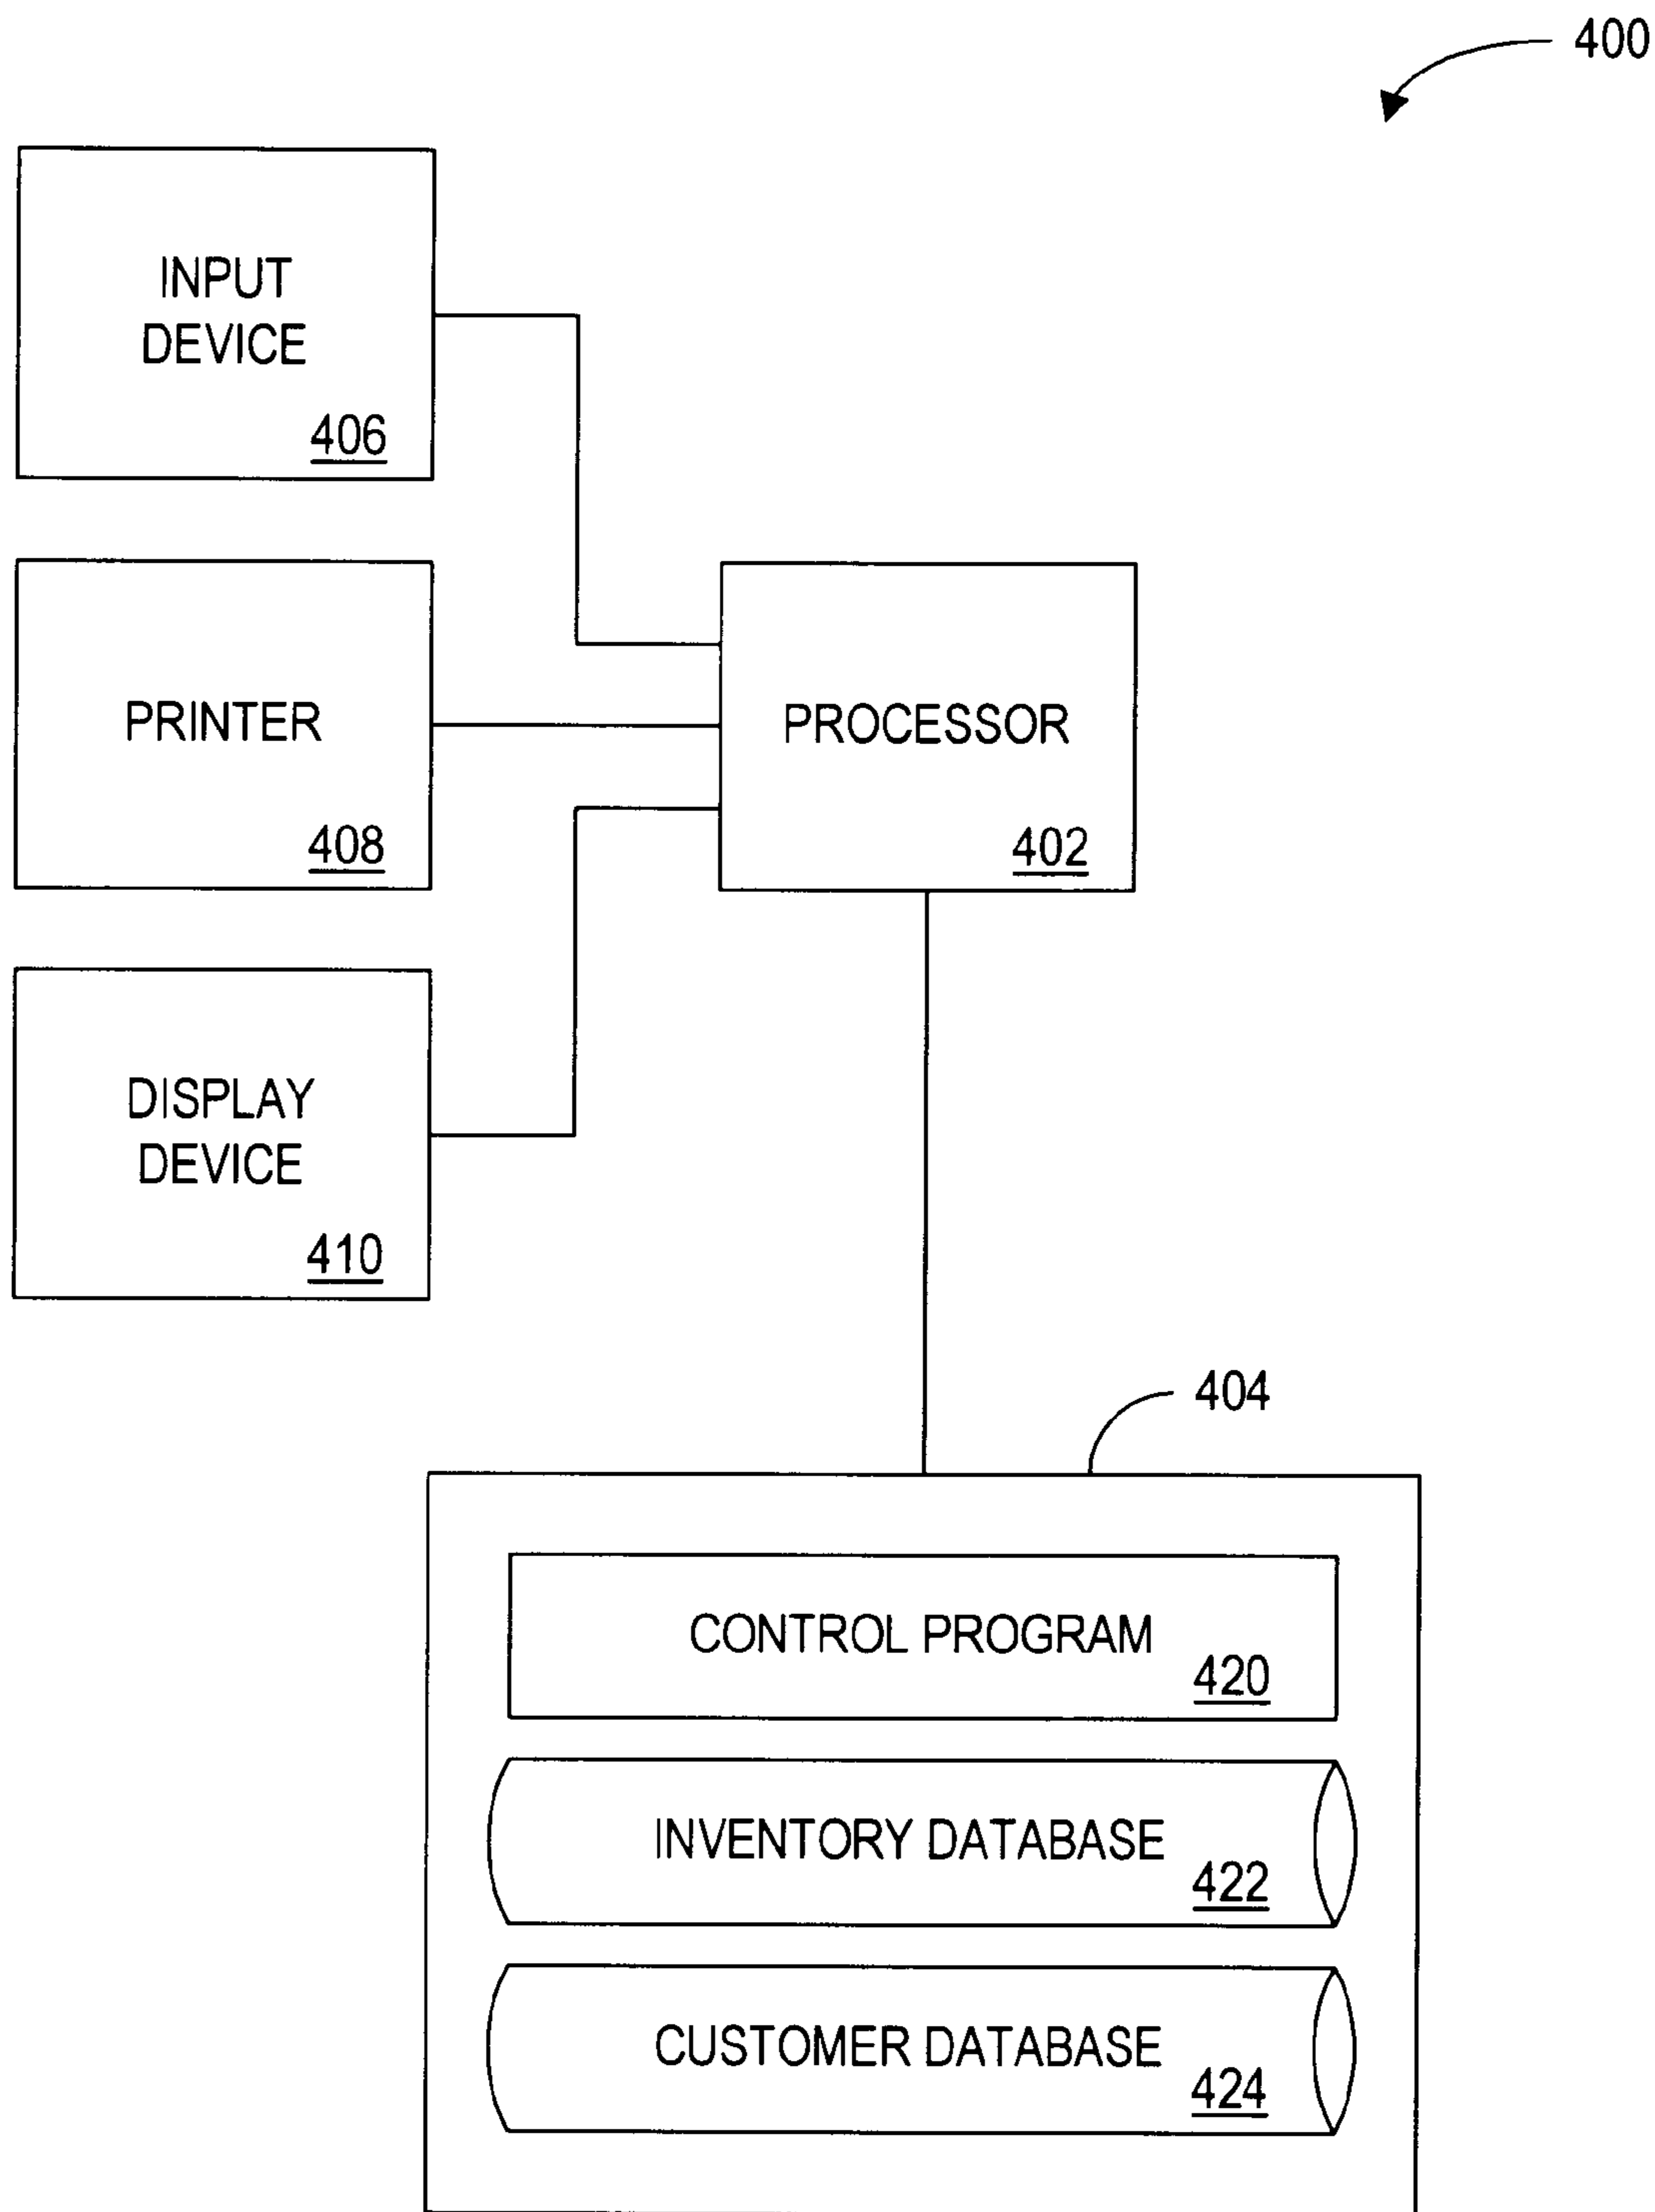 400
INPUT
DEVICE
406
PRINTER
408
PROCESSOR
402
DISPLAY
DEVICE
410
404
CONTROL PROGRAM
420
INVENTORY DATABASE
422
CUSTOMER DATABASE
424